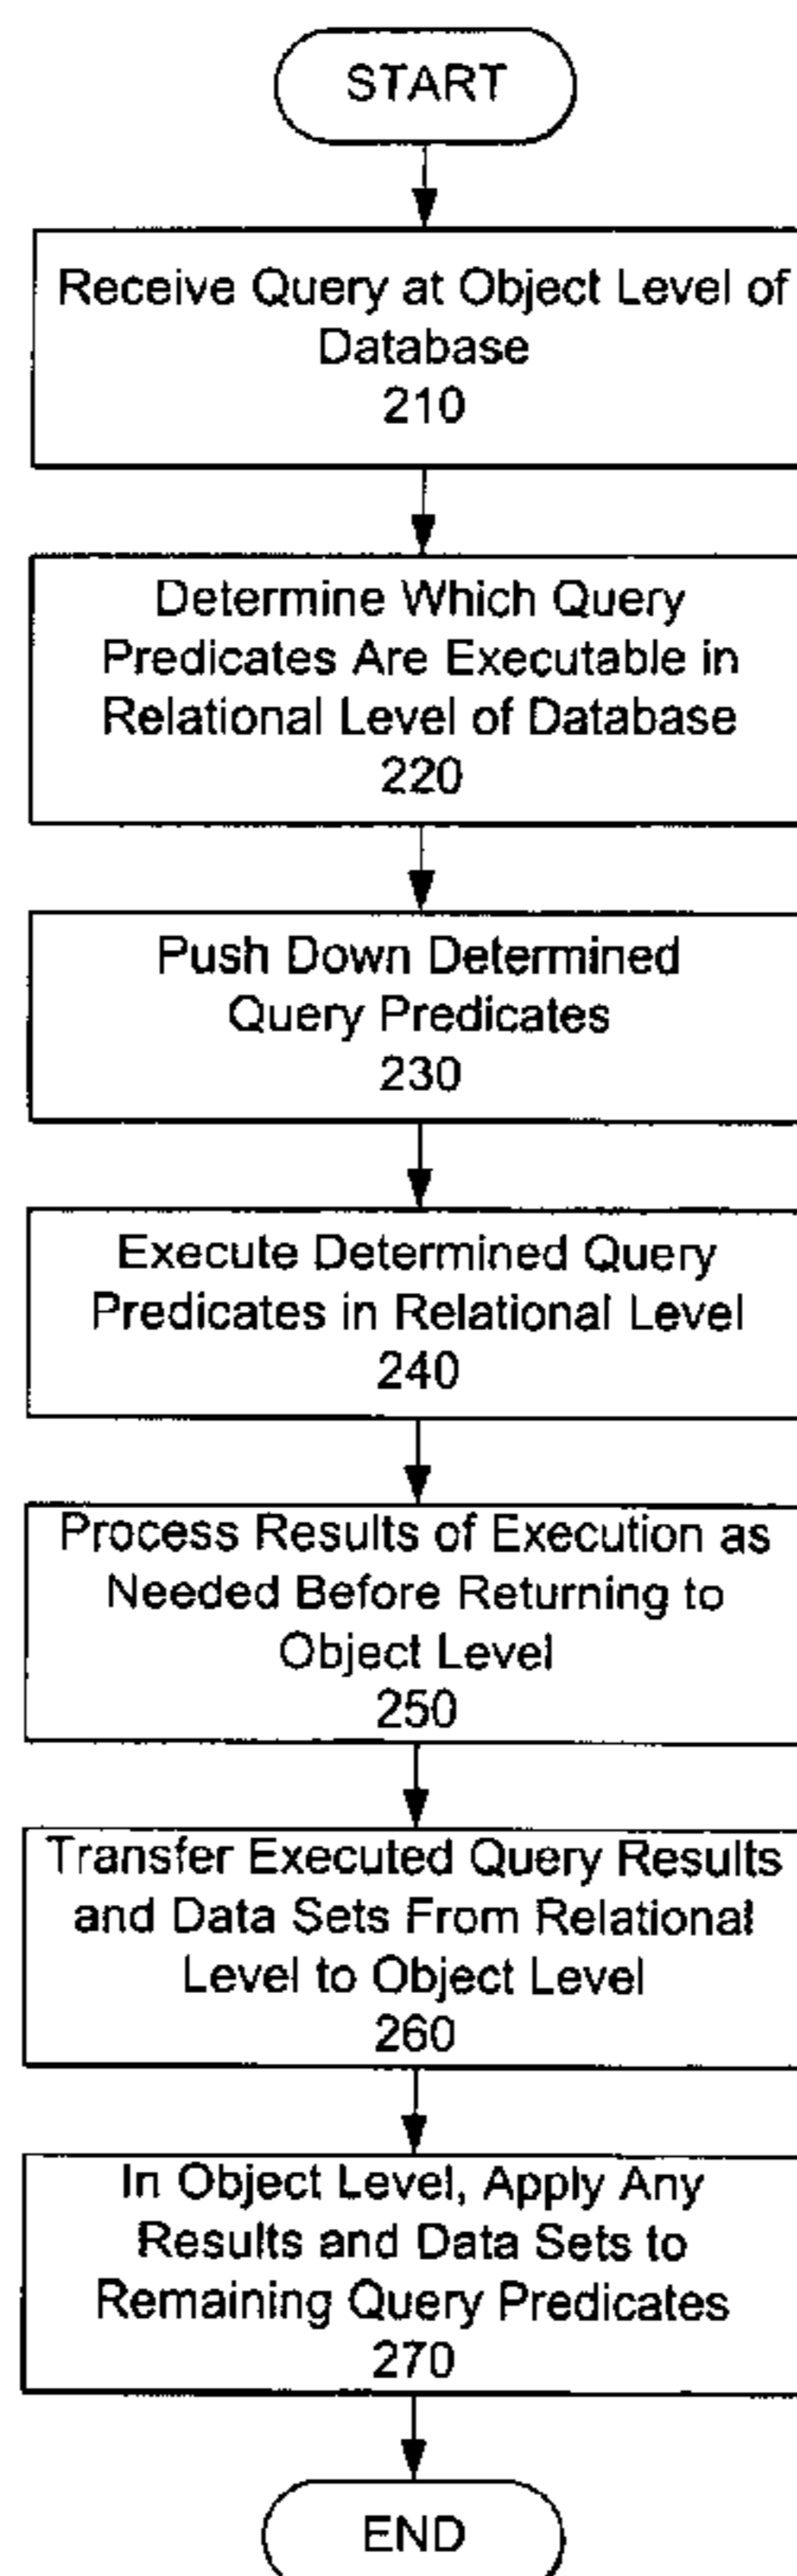 START
Receive Query at Object Level of
Database
210
Determine Which Query
Predicates Are Executable in
Relational Level of Database
220
Push Down Determined
Query Predicates
230
Execute Determined Query
Predicates in Relational Level
240
Process Results of Execution as
Needed Before Returning to
Object Level
250
Transfer Executed Query Results
and Data Sets From Relational
Level to Object Level
260
In Object Level, Apply Any
Results and Data Sets to
Remaining Query Predicates
270
END